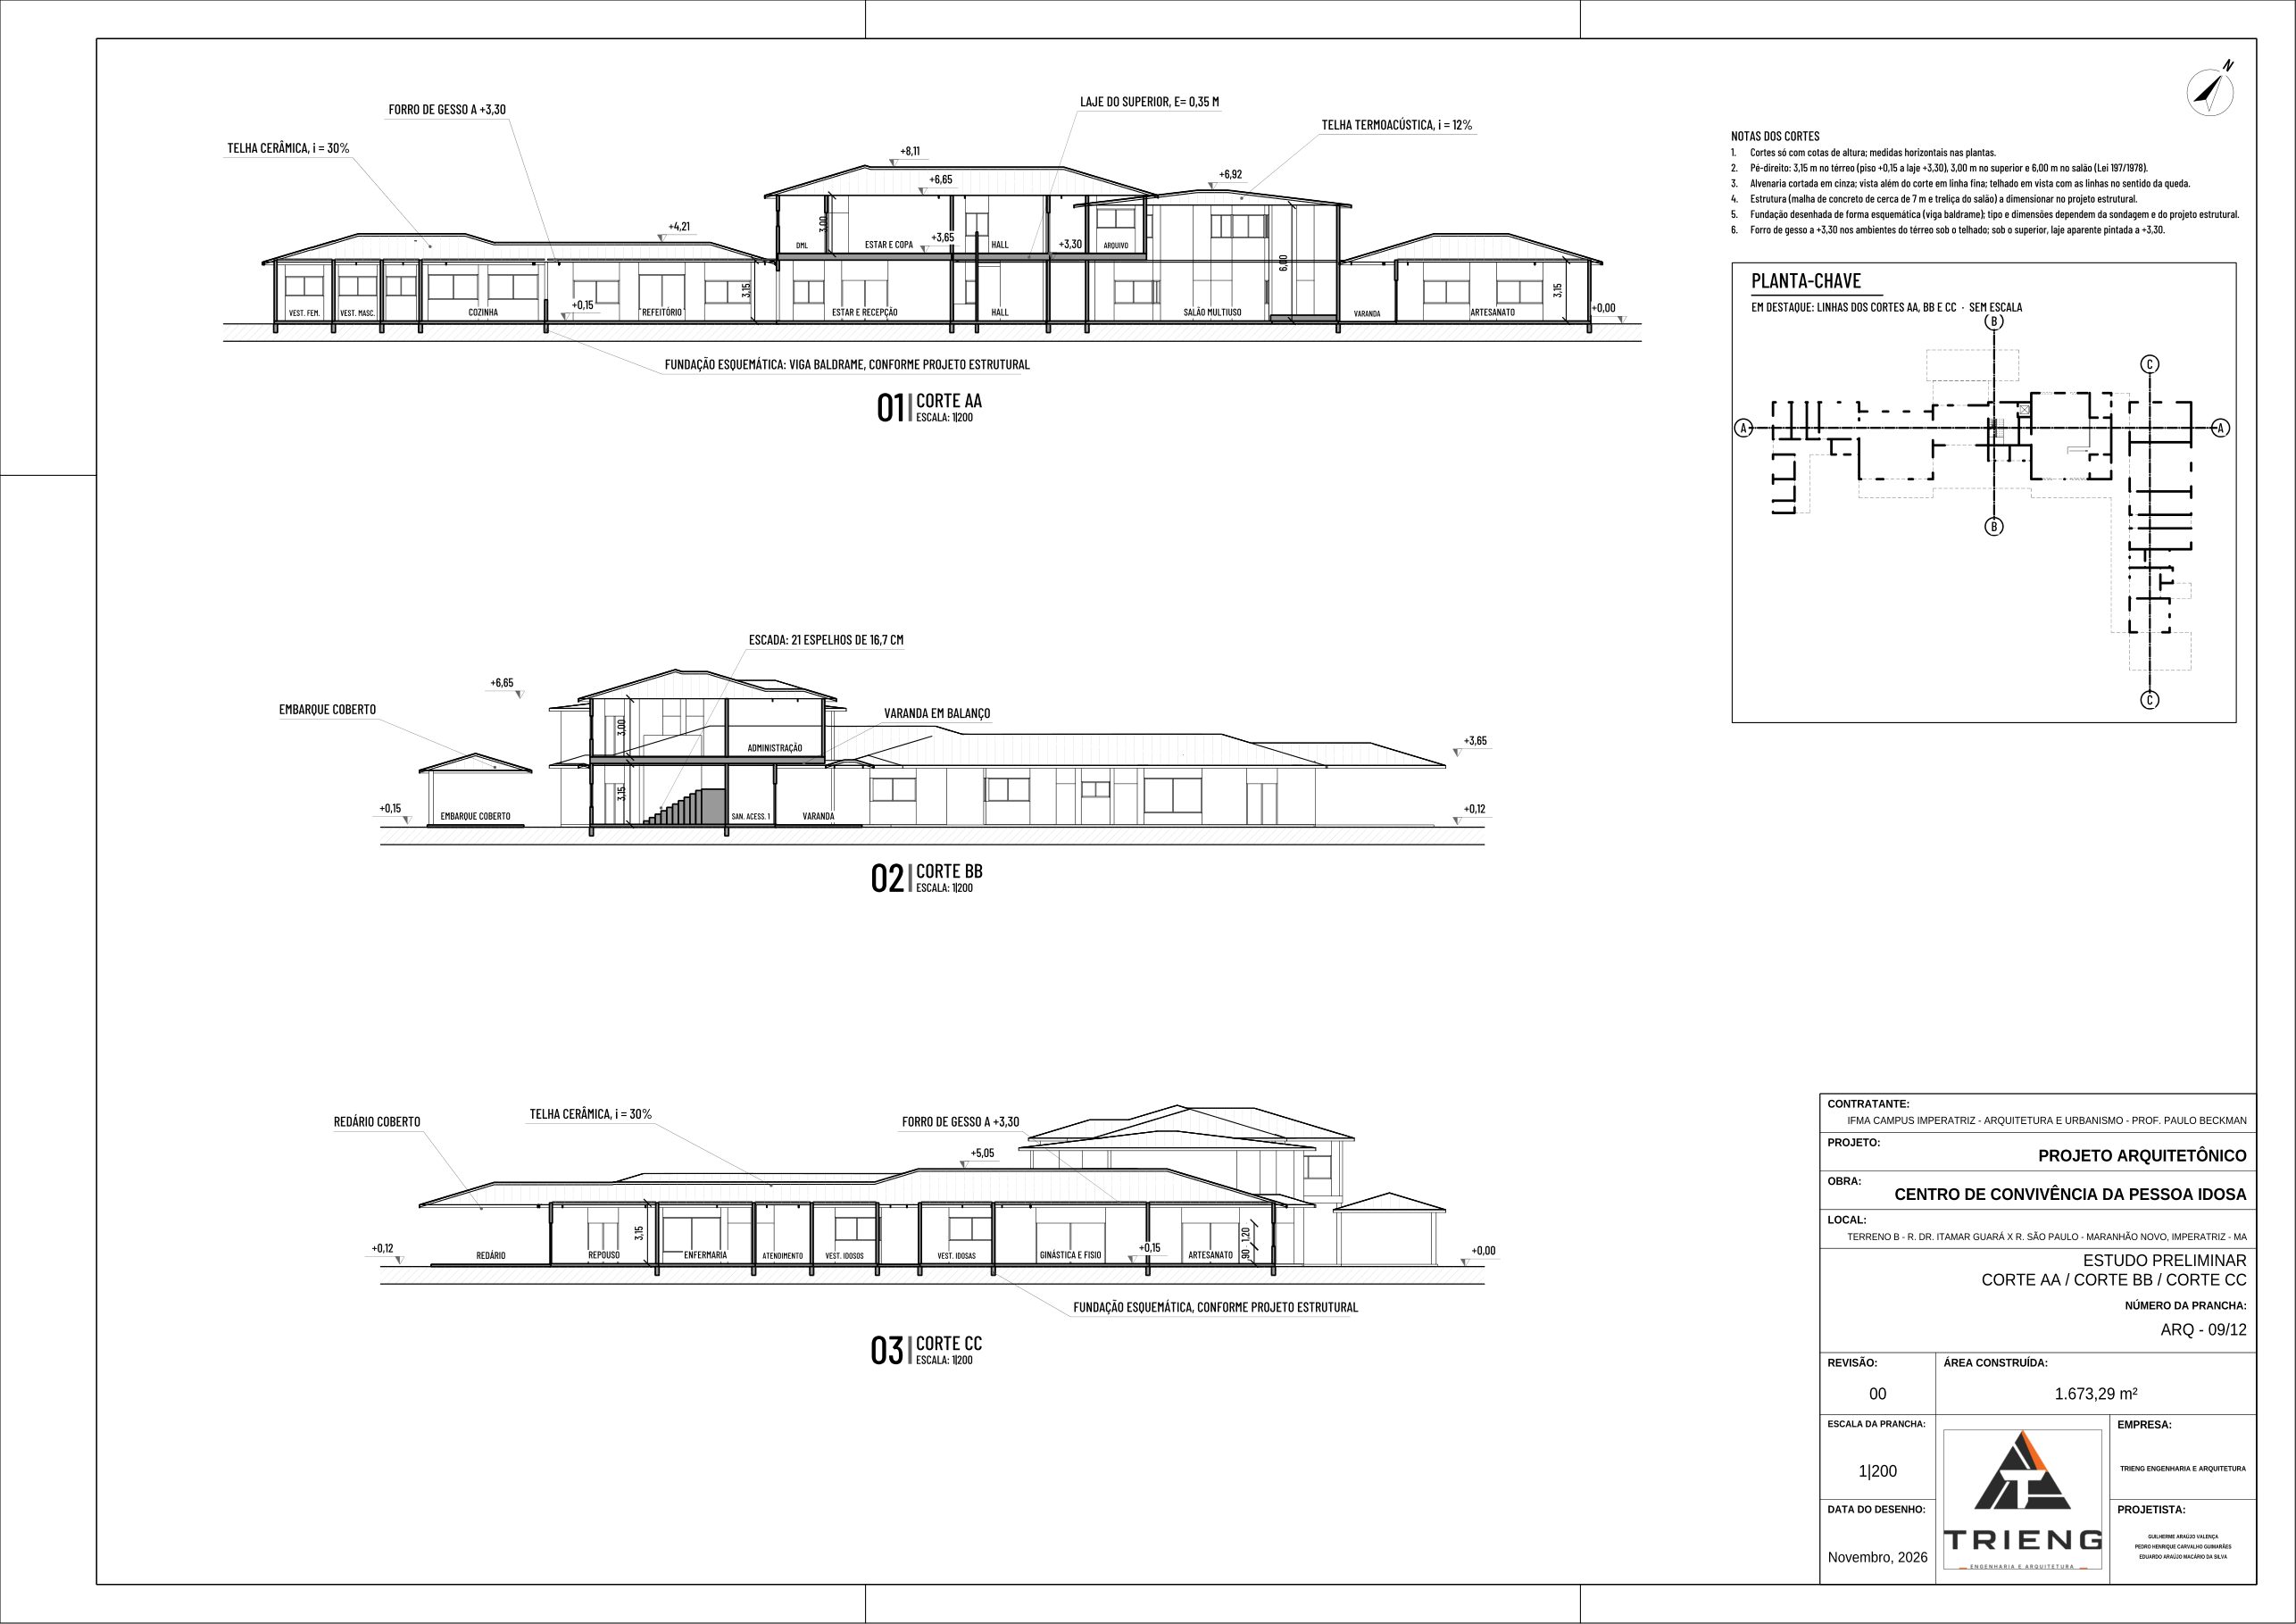 FORRO DE GESSO A +3,30
TELHA CERÂMICA, i = 30%
LAJE DO SUPERIOR, E= 0,35 M
TELHA TERMOACÚSTICA, i = 12%
+8,11
+6,65
+6,92
+4,21
3,00
DML
ESTAR E COPA
+3,65
HALL
+3,30
ARQUIVO
6,00
3,15
3,15
+0,15
+0,00
VEST. FEM.
VEST. MASC.
COZINHA
REFEITÓRIO
ESTAR E RECEPÇÃO
HALL
SALÃO MULTIUSO
VARANDA
ARTESANATO
FUNDAÇÃO ESQUEMÁTICA: VIGA BALDRAME, CONFORME PROJETO ESTRUTURAL
01 CORTE AA
ESCALA: 1|200
ESCADA: 21 ESPELHOS DE 16,7 CM
+6,65
EMBARQUE COBERTO
VARANDA EM BALANÇO
3,00
ADMINISTRAÇÃO
+3,65
3,15
+0,15
+0,12
EMBARQUE COBERTO
SAN. ACESS. 1
VARANDA
02 CORTE BB
ESCALA: 1|200
REDÁRIO COBERTO
TELHA CERÂMICA, i = 30%
FORRO DE GESSO A +3,30
+5,05
3,15
1,20
,90
+0,12
+0,15
+0,00
REDÁRIO
REPOUSO
ENFERMARIA
ATENDIMENTO
VEST. IDOSOS
VEST. IDOSAS
GINÁSTICA E FISIO
ARTESANATO
FUNDAÇÃO ESQUEMÁTICA, CONFORME PROJETO ESTRUTURAL
03 CORTE CC
ESCALA: 1|200
N
NOTAS DOS CORTES
1. Cortes só com cotas de altura; medidas horizontais nas plantas.
2. Pé-direito: 3,15 m no térreo (piso +0,15 a laje +3,30), 3,00 m no superior e 6,00 m no salão (Lei 197/1978).
3. Alvenaria cortada em cinza; vista além do corte em linha fina; telhado em vista com as linhas no sentido da queda.
4. Estrutura (malha de concreto de cerca de 7 m e treliça do salão) a dimensionar no projeto estrutural.
5. Fundação desenhada de forma esquemática (viga baldrame); tipo e dimensões dependem da sondagem e do projeto estrutural.
6. Forro de gesso a +3,30 nos ambientes do térreo sob o telhado; sob o superior, laje aparente pintada a +3,30.
PLANTA-CHAVE
EM DESTAQUE: LINHAS DOS CORTES AA, BB E CC · SEM ESCALA
B
C
A
A
B
C
CONTRATANTE:
IFMA CAMPUS IMPERATRIZ - ARQUITETURA E URBANISMO - PROF. PAULO BECKMAN
PROJETO:
PROJETO ARQUITETÔNICO
OBRA:
CENTRO DE CONVIVÊNCIA DA PESSOA IDOSA
LOCAL:
TERRENO B - R. DR. ITAMAR GUARÁ X R. SÃO PAULO - MARANHÃO NOVO, IMPERATRIZ - MA
ESTUDO PRELIMINAR
CORTE AA / CORTE BB / CORTE CC
NÚMERO DA PRANCHA:
ARQ - 09/12
REVISÃO:
00
ÁREA CONSTRUÍDA:
1.673,29 m²
ESCALA DA PRANCHA:
1|200
EMPRESA:
TRIENG ENGENHARIA E ARQUITETURA
DATA DO DESENHO:
Novembro, 2026
TRIENG
ENGENHARIA E ARQUITETURA
PROJETISTA:
GUILHERME ARAÚJO VALENÇA
PEDRO HENRIQUE CARVALHO GUIMARÃES
EDUARDO ARAÚJO MACÁRIO DA SILVA